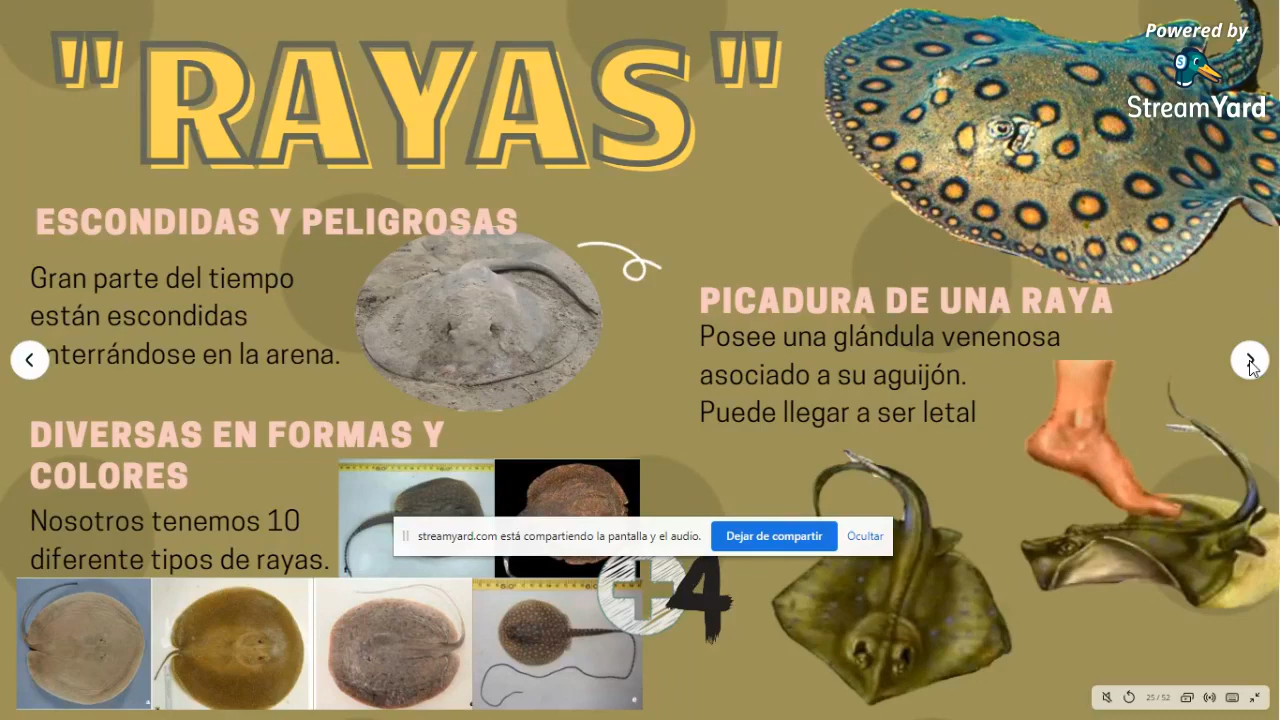 "RAYAS"
Powered by
StreamYard
ESCONDIDAS Y PELIGROSAS
Gran parte del tiempo
están escondidas
nterrándose en la arena.
PICADURA DE UNA RAYA
Posee una glándula venenosa
asociado a su aguijón.
Puede llegar a ser letal
DIVERSAS EN FORMAS Y
COLORES
Nosotros tenemos 10
diferente tipos de rayas.
streamyard.com está compartiendo la pantalla y el audio.
Dejar de compartir
Ocultar
+4
25 / 52